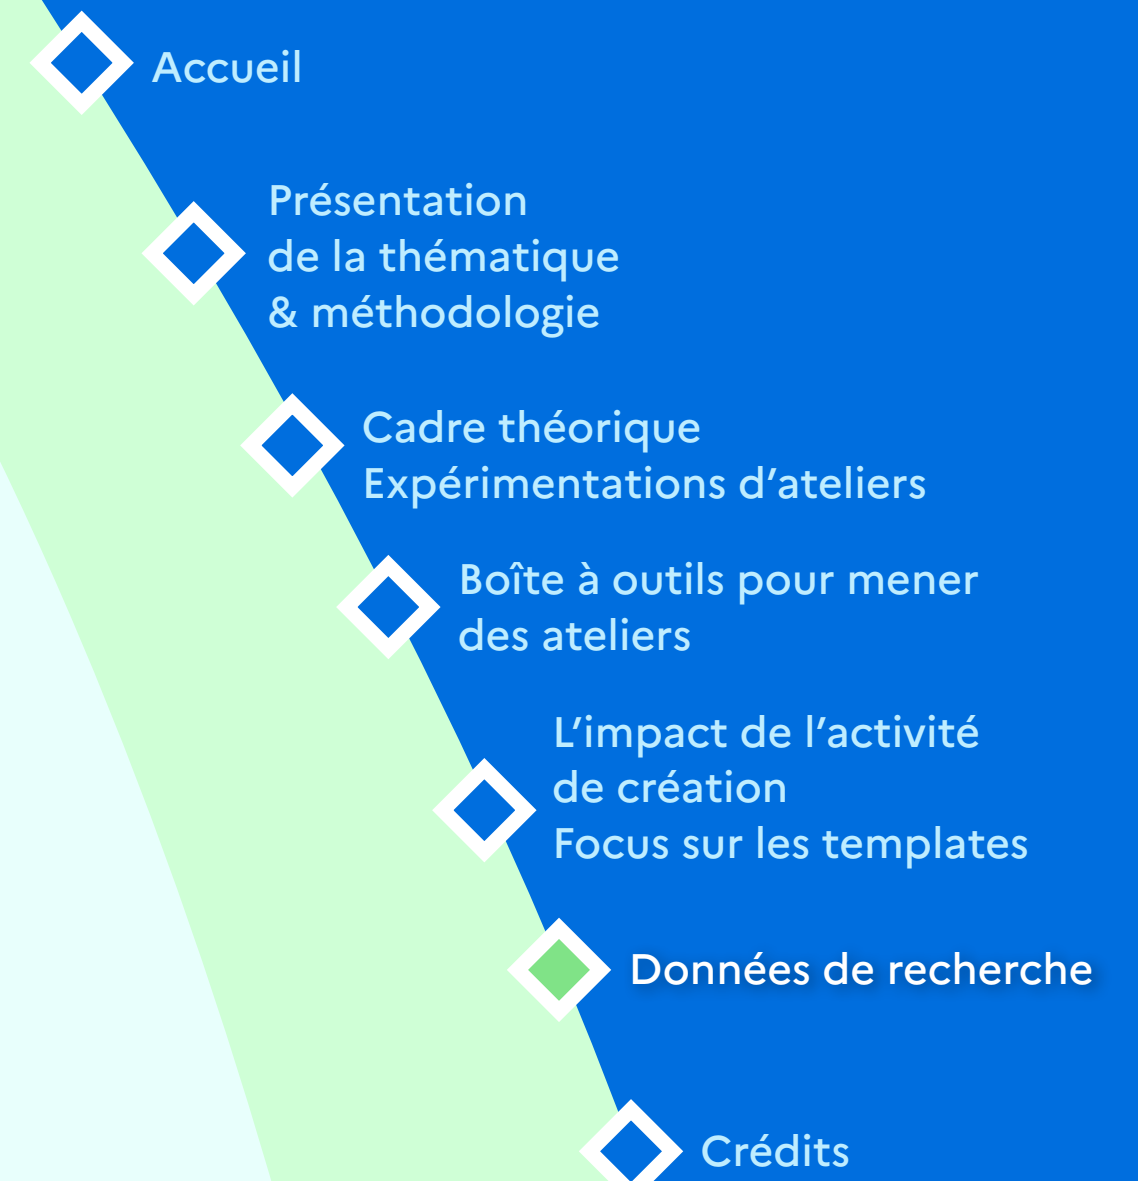 Accueil
Présentation
de la thématique
& méthodologie
Cadre théorique
Expérimentations d’ateliers
Boîte à outils pour mener
des ateliers
L’impact de l’activité
de création
Focus sur les templates
Données de recherche
Crédits